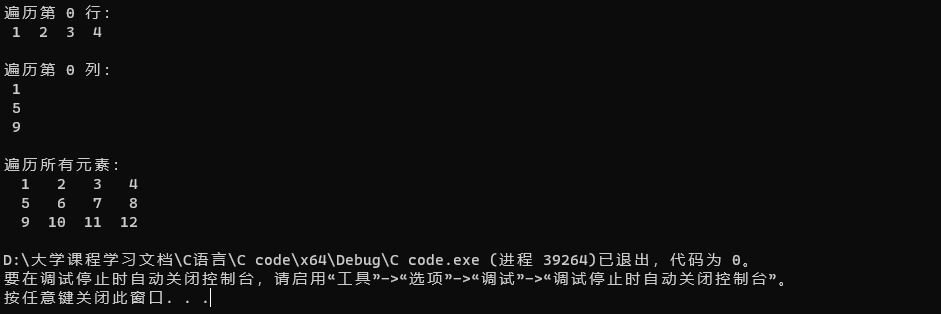 遍历第 0 行:
 1  2  3  4
遍历第 0 列:
 1
 5
 9
遍历所有元素:
  1   2   3   4
  5   6   7   8
  9  10  11  12
D:\大学课程学习文档\C语言\C code\x64\Debug\C code.exe (进程 39264)已退出，代码为 0。
要在调试停止时自动关闭控制台，请启用“工具”->“选项”->“调试”->“调试停止时自动关闭控制台”。
按任意键关闭此窗口. . .